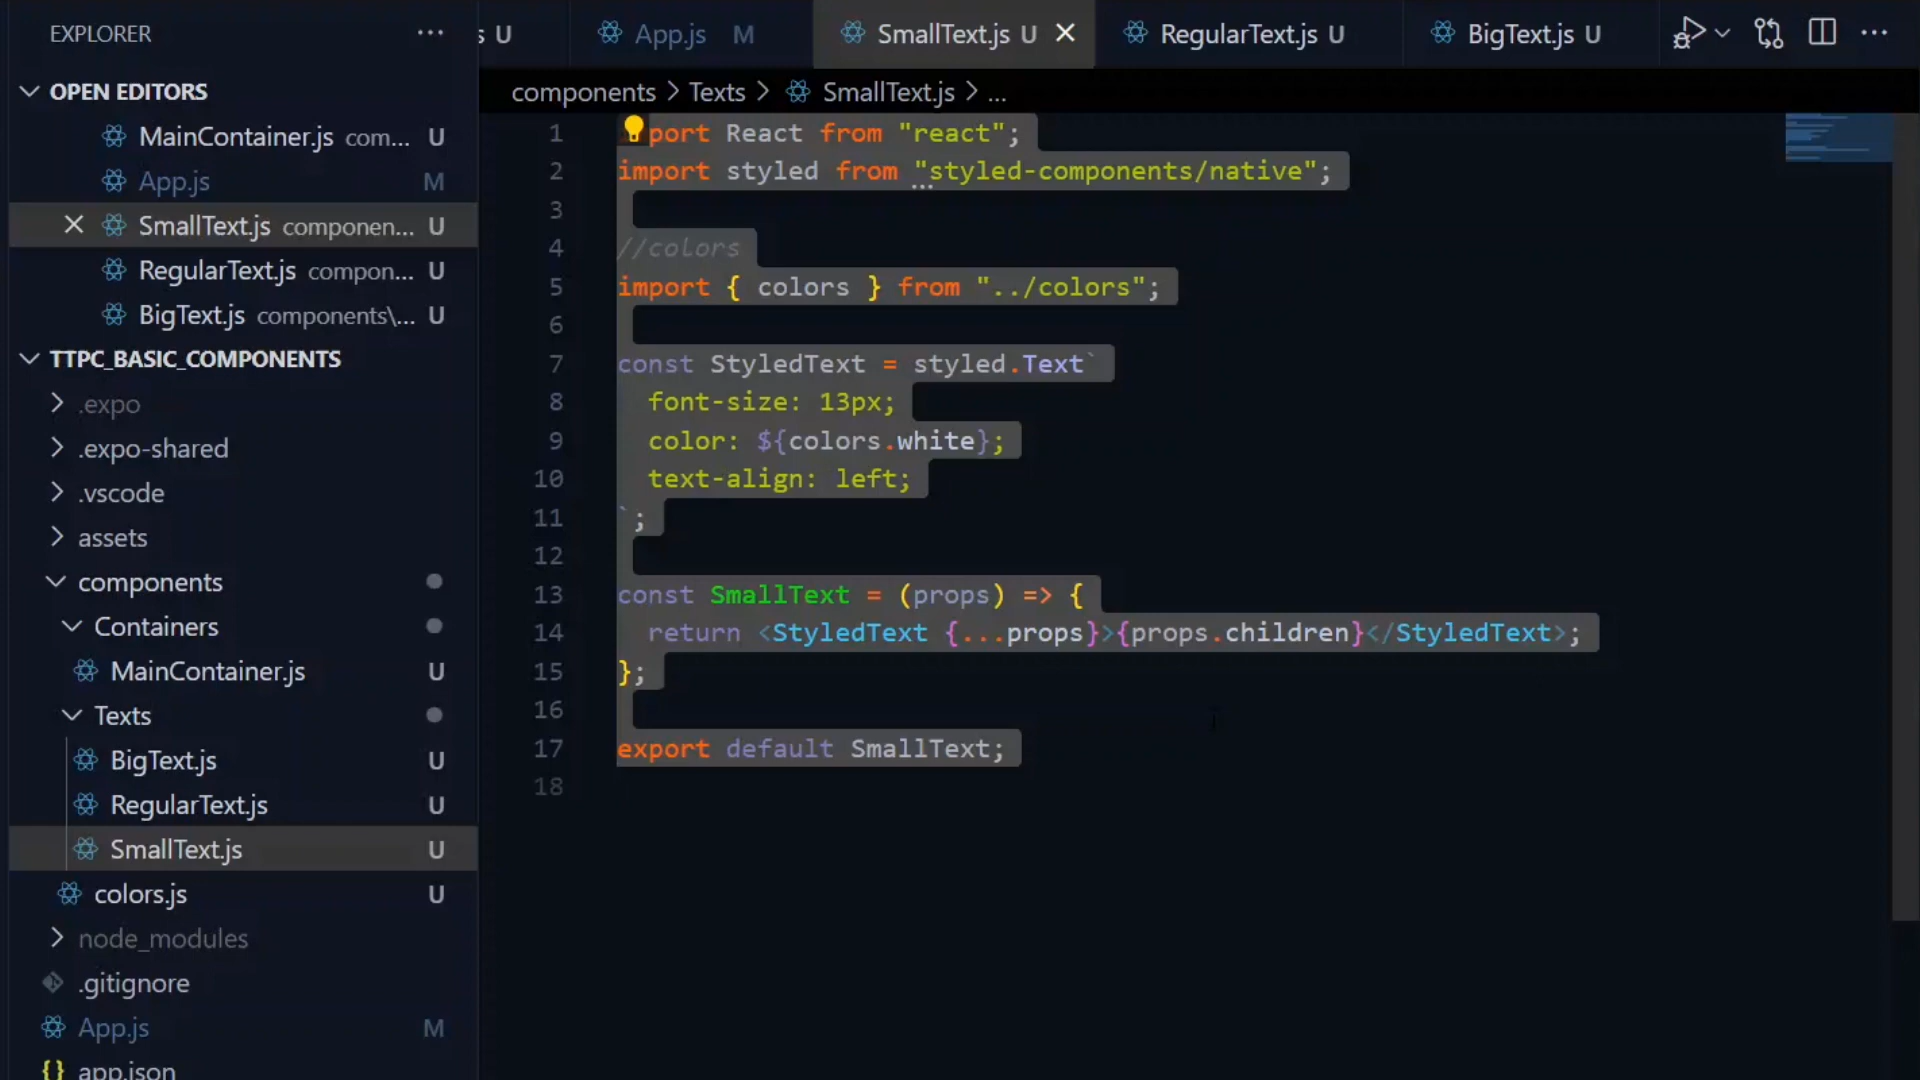 EXPLORER
OPEN EDITORS
MainContainer.js com... U
App.js M
SmallText.js componen... U
RegularText.js compon... U
BigText.js components\... U
TTPC_BASIC_COMPONENTS
.expo
.expo-shared
.vscode
assets
components
Containers
MainContainer.js U
Texts
BigText.js U
RegularText.js U
SmallText.js U
colors.js U
node_modules
.gitignore
App.js M
app.json
s U App.js M SmallText.js U RegularText.js U BigText.js U
components > Texts > SmallText.js > ...
1 port React from "react";
2 import styled from "styled-components/native";
3
4 //colors
5 import { colors } from "../colors";
6
7 const StyledText = styled.Text`
8 font-size: 13px;
9 color: ${colors.white};
10 text-align: left;
11 `;
12
13 const SmallText = (props) => {
14 return <StyledText {...props}>{props.children}</StyledText>;
15 };
16
17 export default SmallText;
18